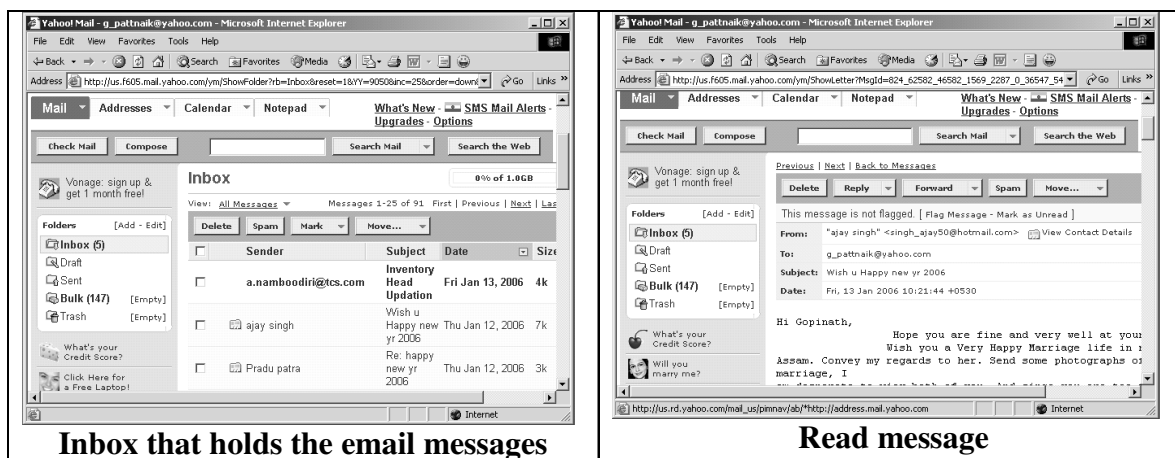 Yahoo! Mail - g_pattnaik@yahoo.com - Microsoft Internet Explorer
File Edit View Favorites Tools Help
Back Search Favorites Media
Address http://us.f605.mail.yahoo.com/ym/ShowFolder?rb=Inbox&reset=1&YY=9050&inc=25&order=down& Go Links »
Mail Addresses Calendar Notepad What's New - SMS Mail Alerts -
Upgrades - Options
Check Mail Compose Search Mail Search the Web
Vonage: sign up &
get 1 month free!
Folders [Add - Edit]
Inbox (5)
Draft
Sent
Bulk (147) [Empty]
Trash [Empty]
What's your
Credit Score?
Click Here for
a Free Laptop!
Inbox 0% of 1.0GB
View: All Messages Messages 1-25 of 91 First | Previous | Next | Las
Delete Spam Mark Move...
Sender Subject Date Size
a.namboodiri@tcs.com Inventory Head Updation Fri Jan 13, 2006 4k
ajay singh Wish u Happy new yr 2006 Thu Jan 12, 2006 7k
Pradu patra Re: happy new yr 2006 Thu Jan 12, 2006 3k
Internet
Inbox that holds the email messages
Yahoo! Mail - g_pattnaik@yahoo.com - Microsoft Internet Explorer
File Edit View Favorites Tools Help
Back Search Favorites Media
Address http://us.f605.mail.yahoo.com/ym/ShowLetter?MsgId=824_62582_46582_1569_2287_0_36547_54 Go Links »
Mail Addresses Calendar Notepad What's New - SMS Mail Alerts -
Upgrades - Options
Check Mail Compose Search Mail Search the Web
Vonage: sign up &
get 1 month free!
Folders [Add - Edit]
Inbox (5)
Draft
Sent
Bulk (147) [Empty]
Trash [Empty]
What's your
Credit Score?
Will you
marry me?
Previous | Next | Back to Messages
Delete Reply Forward Spam Move...
This message is not flagged. [ Flag Message - Mark as Unread ]
From: "ajay singh" <singh_ajay50@hotmail.com> View Contact Details
To: g_pattnaik@yahoo.com
Subject: Wish u Happy new yr 2006
Date: Fri, 13 Jan 2006 10:21:44 +0530
Hi Gopinath,
Hope you are fine and very well at your
Wish you a Very Happy Marriage life in
Assam. Convey my regards to her. Send some photographs of
marriage, I
http://us.rd.yahoo.com/mail_us/pimnav/ab/*http://address.mail.yahoo.com Internet
Read message